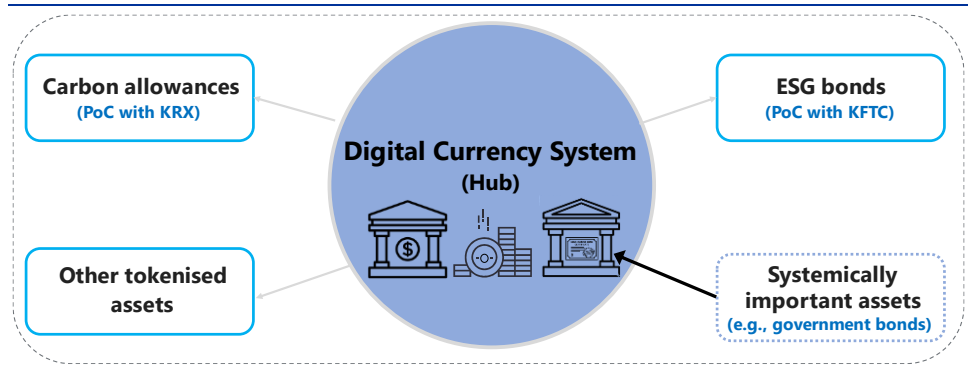 Carbon allowances
(PoC with KRX)
ESG bonds
(PoC with KFTC)
Digital Currency System
(Hub)
$
Other tokenised
assets
Systemically
important assets
(e.g., government bonds)